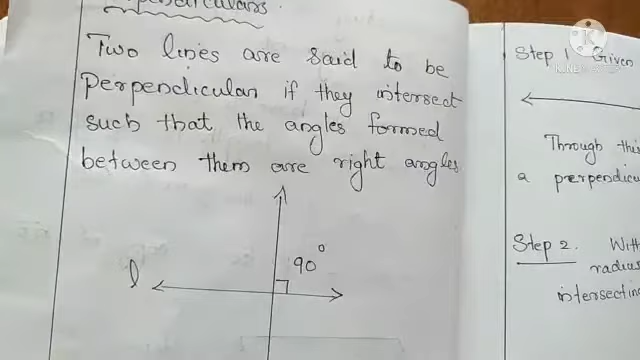 Two lines are said to be
perpendicular if they intersect
such that the angles formed
between them are right angles
90°
l
Step 1 Given
Through this
a perpendicu
Step 2. With
radius
intersecting